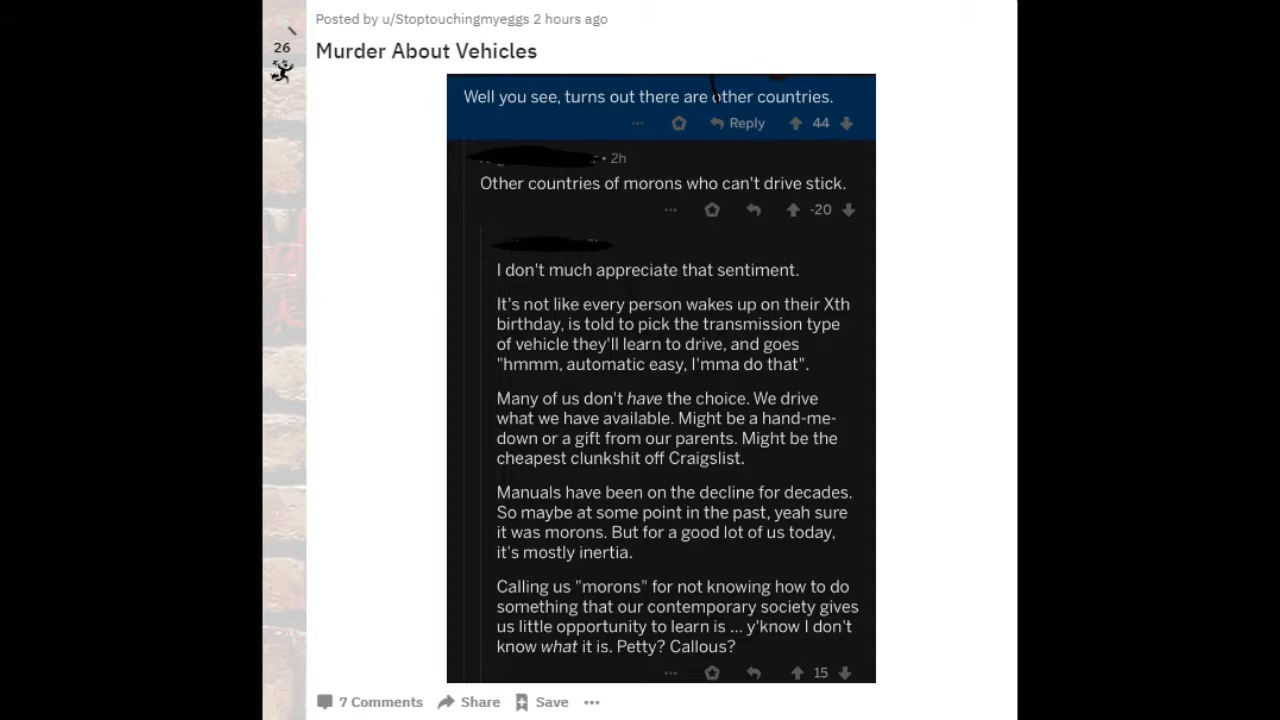 Posted by u/Stoptouchingmyeggs 2 hours ago
26
Murder About Vehicles
Well you see, turns out there are other countries.
Reply 44
2h
Other countries of morons who can't drive stick.
-20
I don't much appreciate that sentiment.
It's not like every person wakes up on their Xth
birthday, is told to pick the transmission type
of vehicle they'll learn to drive, and goes
"hmmm, automatic easy, I'mma do that".
Many of us don't have the choice. We drive
what we have available. Might be a hand-me-
down or a gift from our parents. Might be the
cheapest clunkshit off Craigslist.
Manuals have been on the decline for decades.
So maybe at some point in the past, yeah sure
it was morons. But for a good lot of us today,
it's mostly inertia.
Calling us "morons" for not knowing how to do
something that our contemporary society gives
us little opportunity to learn is ... y'know I don't
know what it is. Petty? Callous?
15
7 Comments Share Save